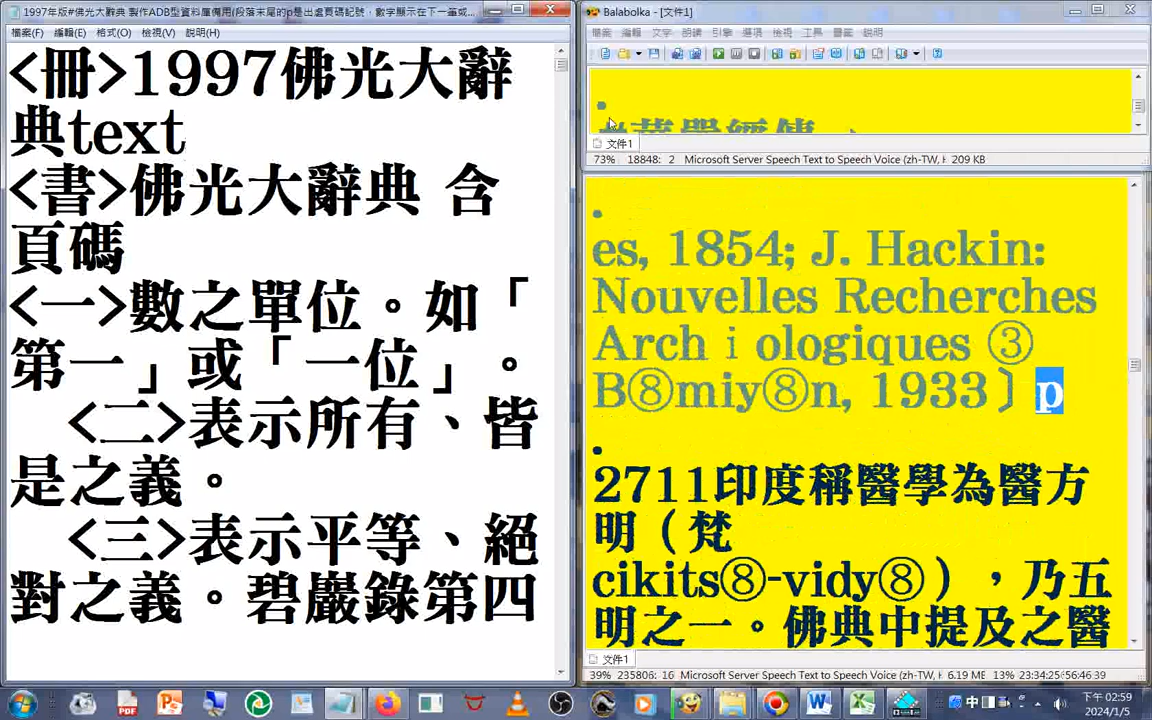 1997年版#佛光大辭典 製作ADB型資料庫備用(段落末尾的p是出處頁碼記號，數字顯示在下一筆或...
檔案(F) 編輯(E) 格式(O) 檢視(V) 說明(H)
<冊>1997佛光大辭
典text
<書>佛光大辭典 含
頁碼
<一>數之單位。如「
第一」或「一位」。
<二>表示所有、皆
是之義。
<三>表示平等、絕
對之義。碧巖錄第四
Balabolka - [文件1]
檔案 編輯 文字 朗讀 引擎 選項 檢視 工具 書籤 說明
文件1
73% 18848: 2 Microsoft Server Speech Text to Speech Voice (zh-TW, H 209 KB
es, 1854; J. Hackin:
Nouvelles Recherches
Arch i ologiques ③
B⑧miy⑧n, 1933〕p
2711印度稱醫學為醫方
明（梵
cikits⑧-vidy⑧），乃五
明之一。佛典中提及之醫
文件1
39% 235806: 16 Microsoft Server Speech Text to Speech Voice (zh-TW, H 6.19 ME 13% 23:34:25(56:46:39
中
下午 02:59
2024/1/5